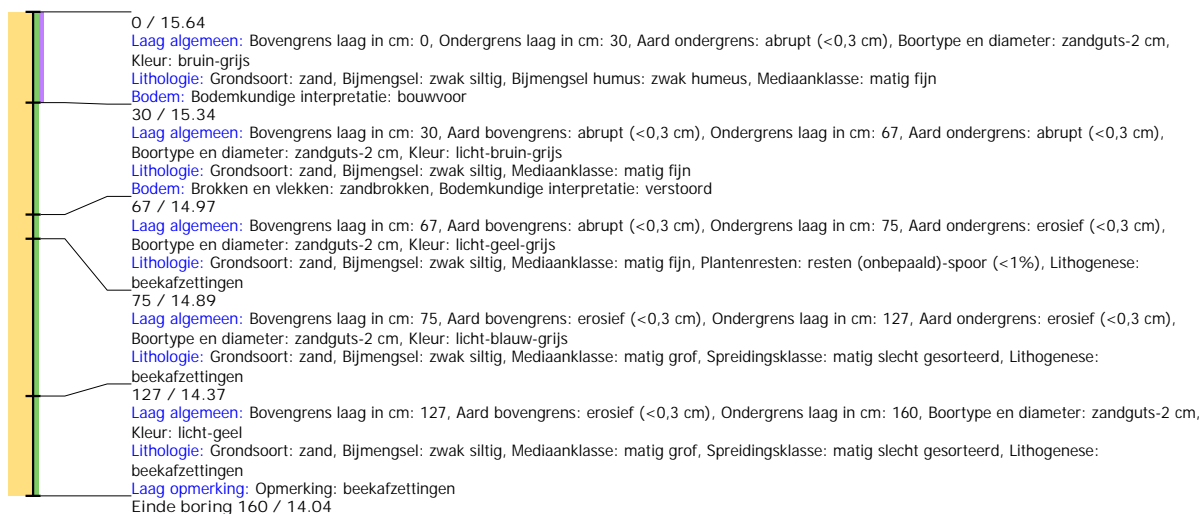 0 / 15.64
Laag algemeen: Bovengrens laag in cm: 0, Ondergrens laag in cm: 30, Aard ondergrens: abrupt (<0,3 cm), Boortype en diameter: zandguts-2 cm,
Kleur: bruin-grijs
Lithologie: Grondsoort: zand, Bijmengsel: zwak siltig, Bijmengsel humus: zwak humeus, Mediaanklasse: matig fijn
Bodem: Bodemkundige interpretatie: bouwvoor
30 / 15.34
Laag algemeen: Bovengrens laag in cm: 30, Aard bovengrens: abrupt (<0,3 cm), Ondergrens laag in cm: 67, Aard ondergrens: abrupt (<0,3 cm),
Boortype en diameter: zandguts-2 cm, Kleur: licht-bruin-grijs
Lithologie: Grondsoort: zand, Bijmengsel: zwak siltig, Mediaanklasse: matig fijn
Bodem: Brokken en vlekken: zandbrokken, Bodemkundige interpretatie: verstoord
67 / 14.97
Laag algemeen: Bovengrens laag in cm: 67, Aard bovengrens: abrupt (<0,3 cm), Ondergrens laag in cm: 75, Aard ondergrens: erosief (<0,3 cm),
Boortype en diameter: zandguts-2 cm, Kleur: licht-geel-grijs
Lithologie: Grondsoort: zand, Bijmengsel: zwak siltig, Mediaanklasse: matig fijn, Plantenresten: resten (onbepaald)-spoor (<1%), Lithogenese:
beekafzettingen
75 / 14.89
Laag algemeen: Bovengrens laag in cm: 75, Aard bovengrens: erosief (<0,3 cm), Ondergrens laag in cm: 127, Aard ondergrens: erosief (<0,3 cm),
Boortype en diameter: zandguts-2 cm, Kleur: licht-blauw-grijs
Lithologie: Grondsoort: zand, Bijmengsel: zwak siltig, Mediaanklasse: matig grof, Spreidingsklasse: matig slecht gesorteerd, Lithogenese:
beekafzettingen
127 / 14.37
Laag algemeen: Bovengrens laag in cm: 127, Aard bovengrens: erosief (<0,3 cm), Ondergrens laag in cm: 160, Boortype en diameter: zandguts-2 cm,
Kleur: licht-geel
Lithologie: Grondsoort: zand, Bijmengsel: zwak siltig, Mediaanklasse: matig grof, Spreidingsklasse: matig slecht gesorteerd, Lithogenese:
beekafzettingen
Laag opmerking: Opmerking: beekafzettingen
Einde boring 160 / 14.04